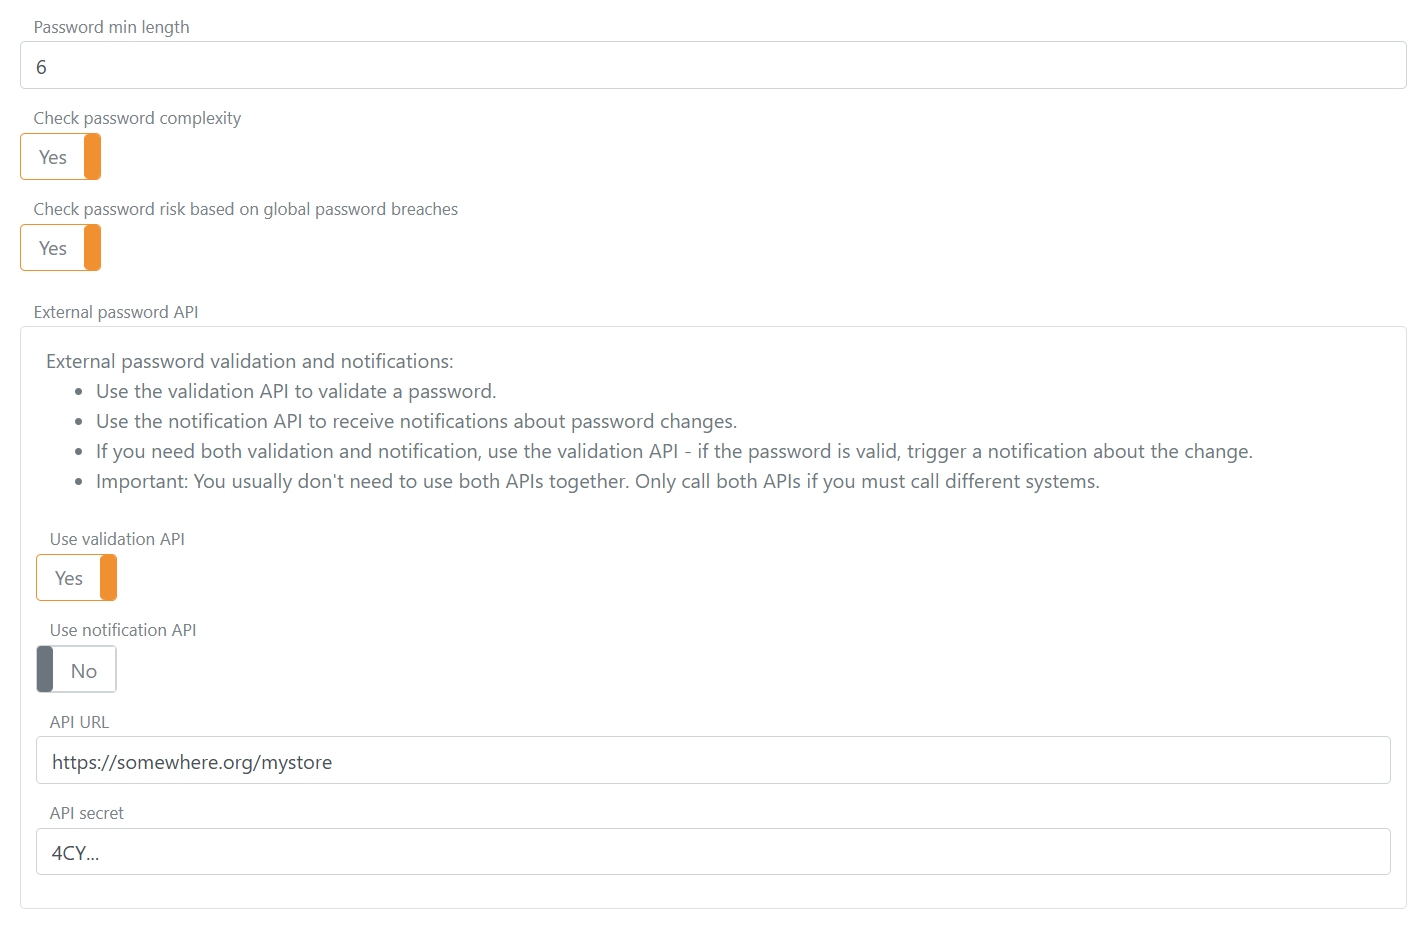 Password min length
6
Check password complexity
Yes
Check password risk based on global password breaches
Yes
External password API
External password validation and notifications:
• Use the validation API to validate a password.
• Use the notification API to receive notifications about password changes.
• If you need both validation and notification, use the validation API - if the password is valid, trigger a notification about the change.
• Important: You usually don't need to use both APIs together. Only call both APIs if you must call different systems.
Use validation API
Yes
Use notification API
No
API URL
https://somewhere.org/mystore
API secret
4CY...